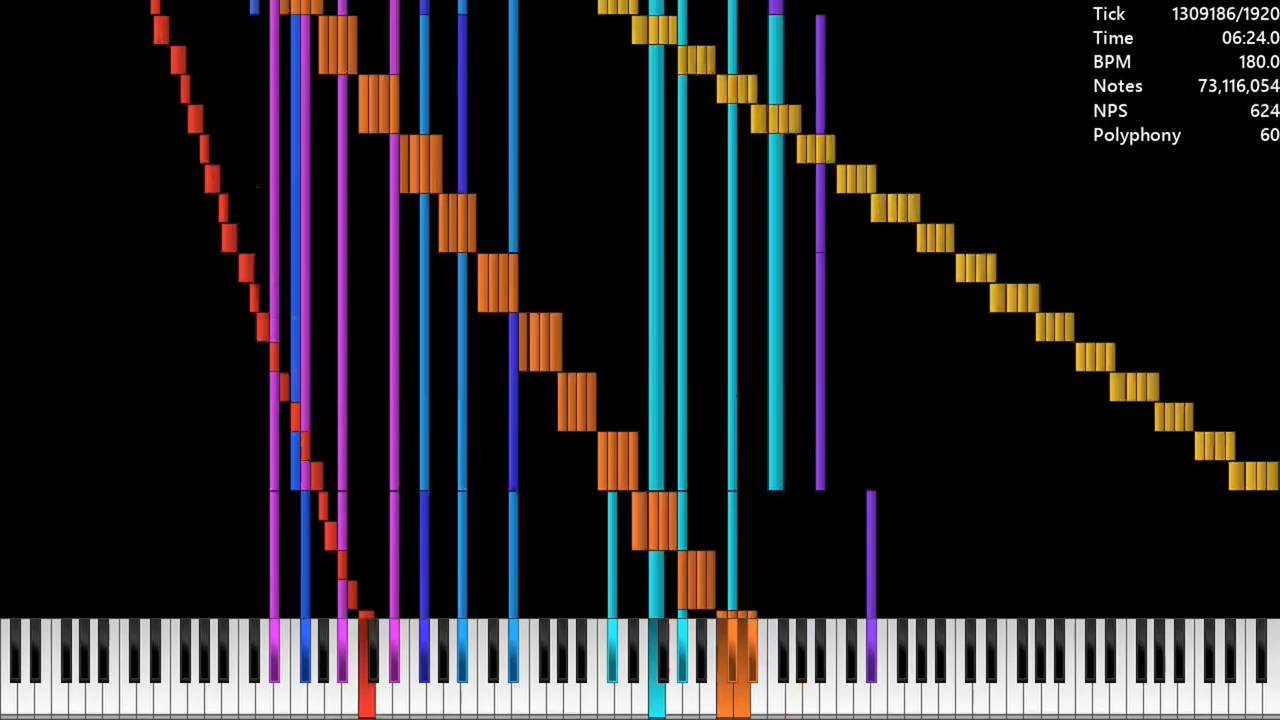 Tick 1309186/1920
Time 06:24.0
BPM 180.0
Notes 73,116,054
NPS 624
Polyphony 60